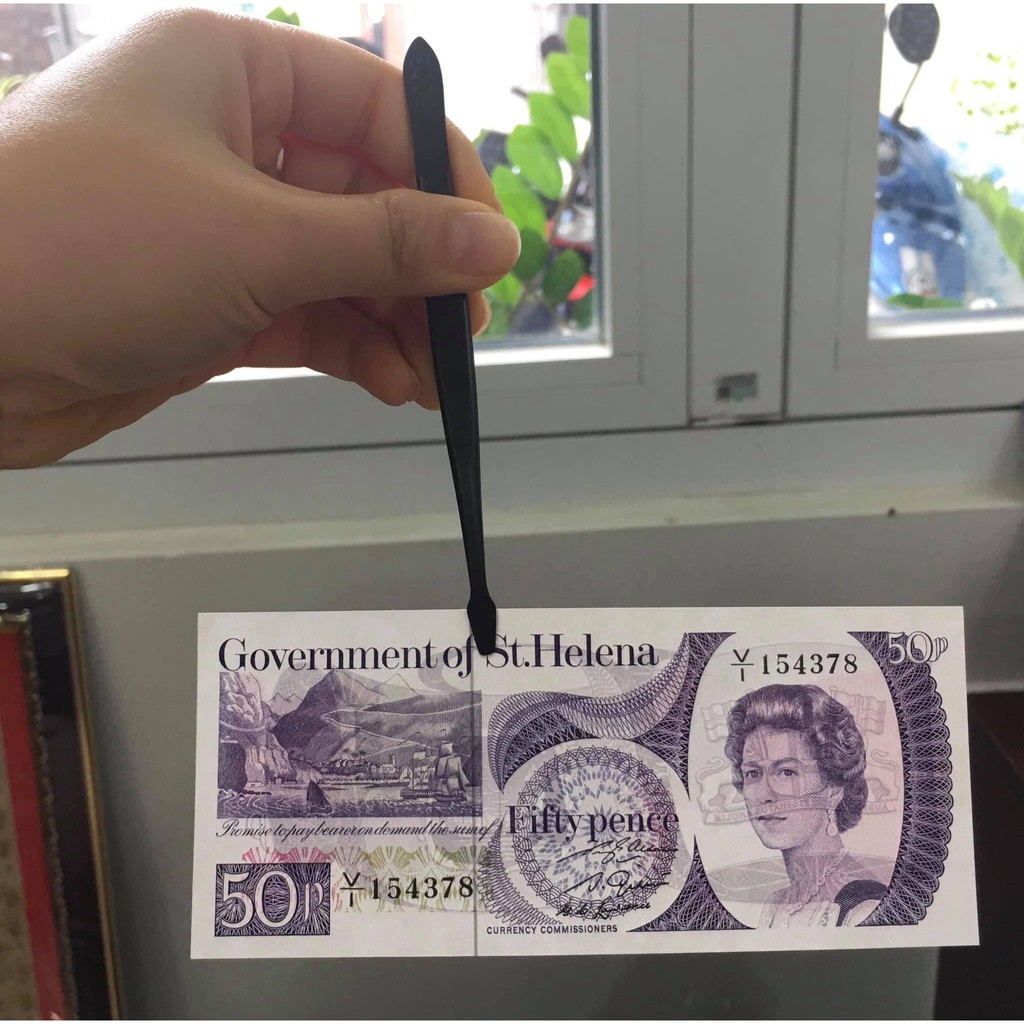 Government of St.Helena
50p
V/1 154378
Promise to pay bearer on demand the sum of
Fifty pence
50p
V/1 154378
CURRENCY COMMISSIONERS